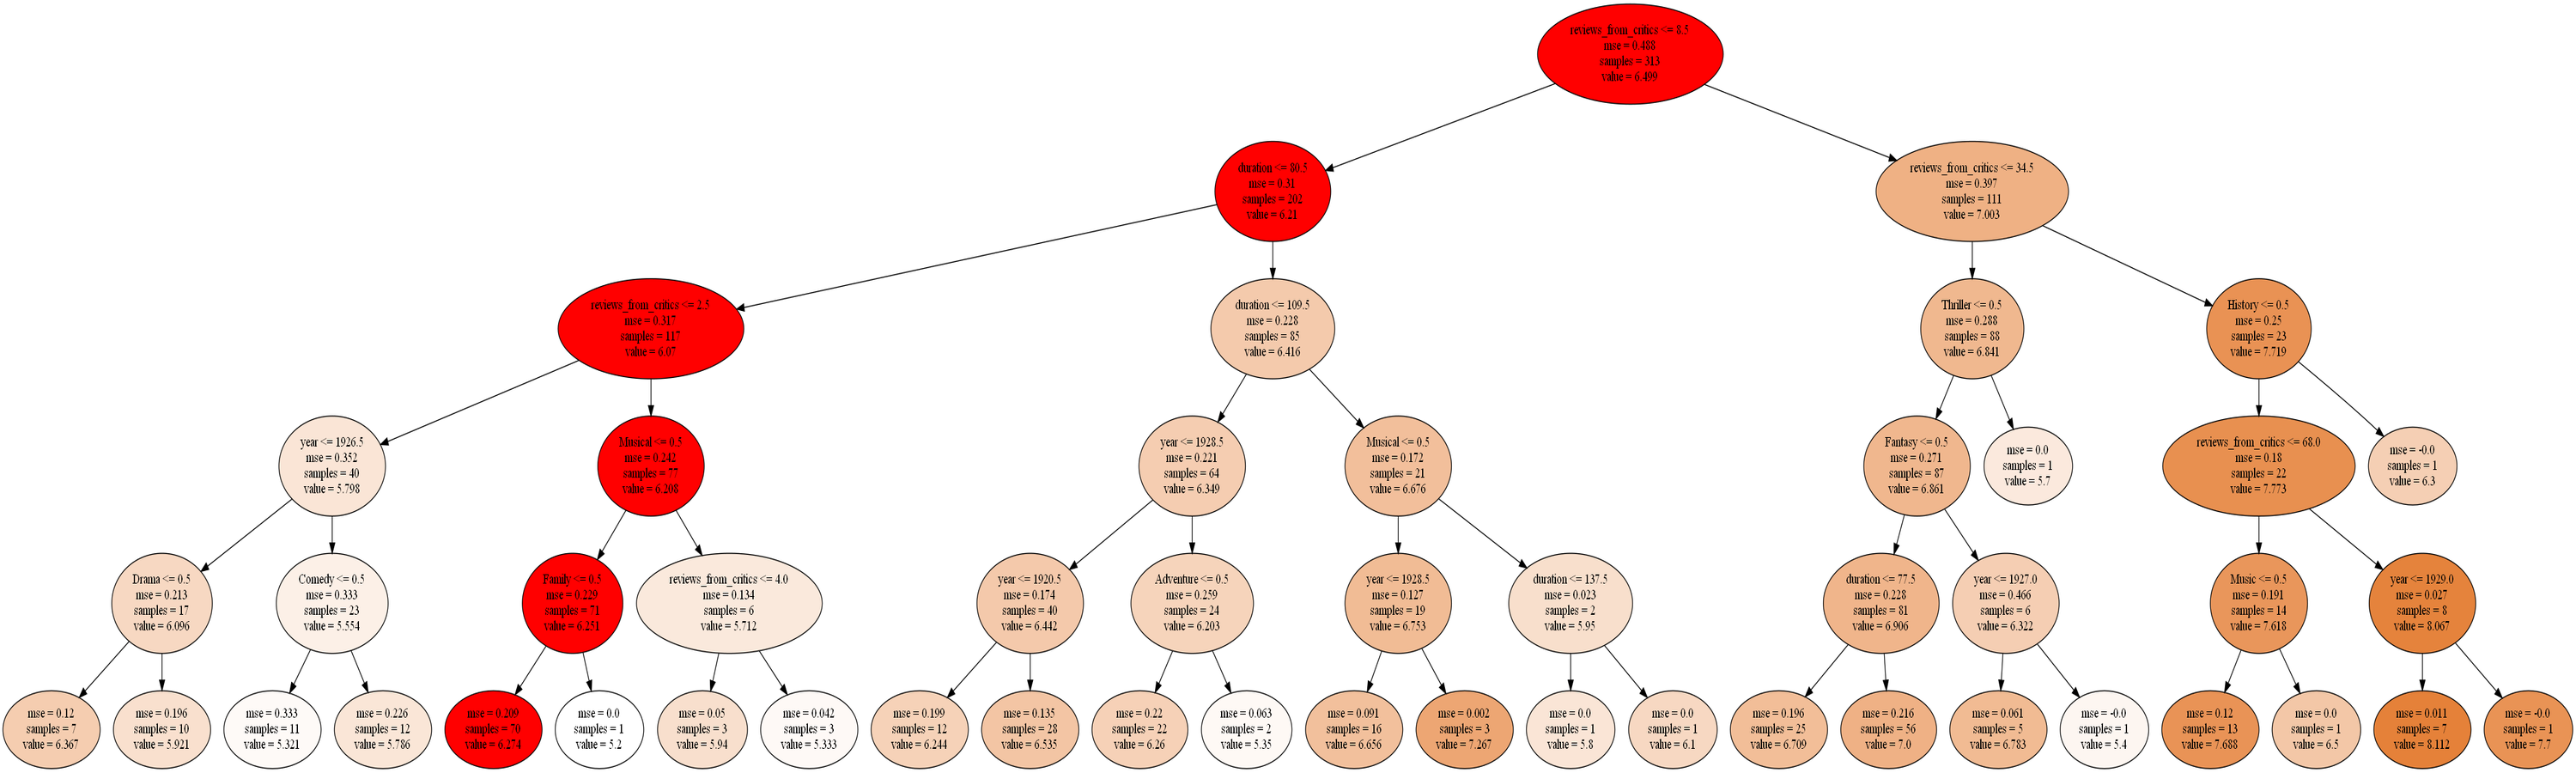 reviews_from_critics <= 8.5
mse = 0.488
samples = 313
value = 6.499
duration <= 80.5
mse = 0.31
samples = 202
value = 6.21
reviews_from_critics <= 34.5
mse = 0.397
samples = 111
value = 7.003
reviews_from_critics <= 2.5
mse = 0.317
samples = 117
value = 6.07
duration <= 109.5
mse = 0.228
samples = 85
value = 6.416
Thriller <= 0.5
mse = 0.288
samples = 88
value = 6.841
History <= 0.5
mse = 0.25
samples = 23
value = 7.719
year <= 1926.5
mse = 0.352
samples = 40
value = 5.798
Musical <= 0.5
mse = 0.242
samples = 77
value = 6.208
year <= 1928.5
mse = 0.221
samples = 64
value = 6.349
Musical <= 0.5
mse = 0.172
samples = 21
value = 6.676
Fantasy <= 0.5
mse = 0.271
samples = 87
value = 6.861
mse = 0.0
samples = 1
value = 5.7
reviews_from_critics <= 68.0
mse = 0.18
samples = 22
value = 7.773
mse = -0.0
samples = 1
value = 6.3
Drama <= 0.5
mse = 0.213
samples = 17
value = 6.096
Comedy <= 0.5
mse = 0.333
samples = 23
value = 5.554
Family <= 0.5
mse = 0.229
samples = 71
value = 6.251
reviews_from_critics <= 4.0
mse = 0.134
samples = 6
value = 5.712
year <= 1920.5
mse = 0.174
samples = 40
value = 6.442
Adventure <= 0.5
mse = 0.259
samples = 24
value = 6.203
year <= 1928.5
mse = 0.127
samples = 19
value = 6.753
duration <= 137.5
mse = 0.023
samples = 2
value = 5.95
duration <= 77.5
mse = 0.228
samples = 81
value = 6.906
year <= 1927.0
mse = 0.466
samples = 6
value = 6.322
Music <= 0.5
mse = 0.191
samples = 14
value = 7.618
year <= 1929.0
mse = 0.027
samples = 8
value = 8.067
mse = 0.12
samples = 7
value = 6.367
mse = 0.196
samples = 10
value = 5.921
mse = 0.333
samples = 11
value = 5.321
mse = 0.226
samples = 12
value = 5.786
mse = 0.209
samples = 70
value = 6.274
mse = 0.0
samples = 1
value = 5.2
mse = 0.05
samples = 3
value = 5.94
mse = 0.042
samples = 3
value = 5.333
mse = 0.199
samples = 12
value = 6.244
mse = 0.135
samples = 28
value = 6.535
mse = 0.22
samples = 22
value = 6.26
mse = 0.063
samples = 2
value = 5.35
mse = 0.091
samples = 16
value = 6.656
mse = 0.002
samples = 3
value = 7.267
mse = 0.0
samples = 1
value = 5.8
mse = 0.0
samples = 1
value = 6.1
mse = 0.196
samples = 25
value = 6.709
mse = 0.216
samples = 56
value = 7.0
mse = 0.061
samples = 5
value = 6.783
mse = -0.0
samples = 1
value = 5.4
mse = 0.12
samples = 13
value = 7.688
mse = 0.0
samples = 1
value = 6.5
mse = 0.011
samples = 7
value = 8.112
mse = -0.0
samples = 1
value = 7.7